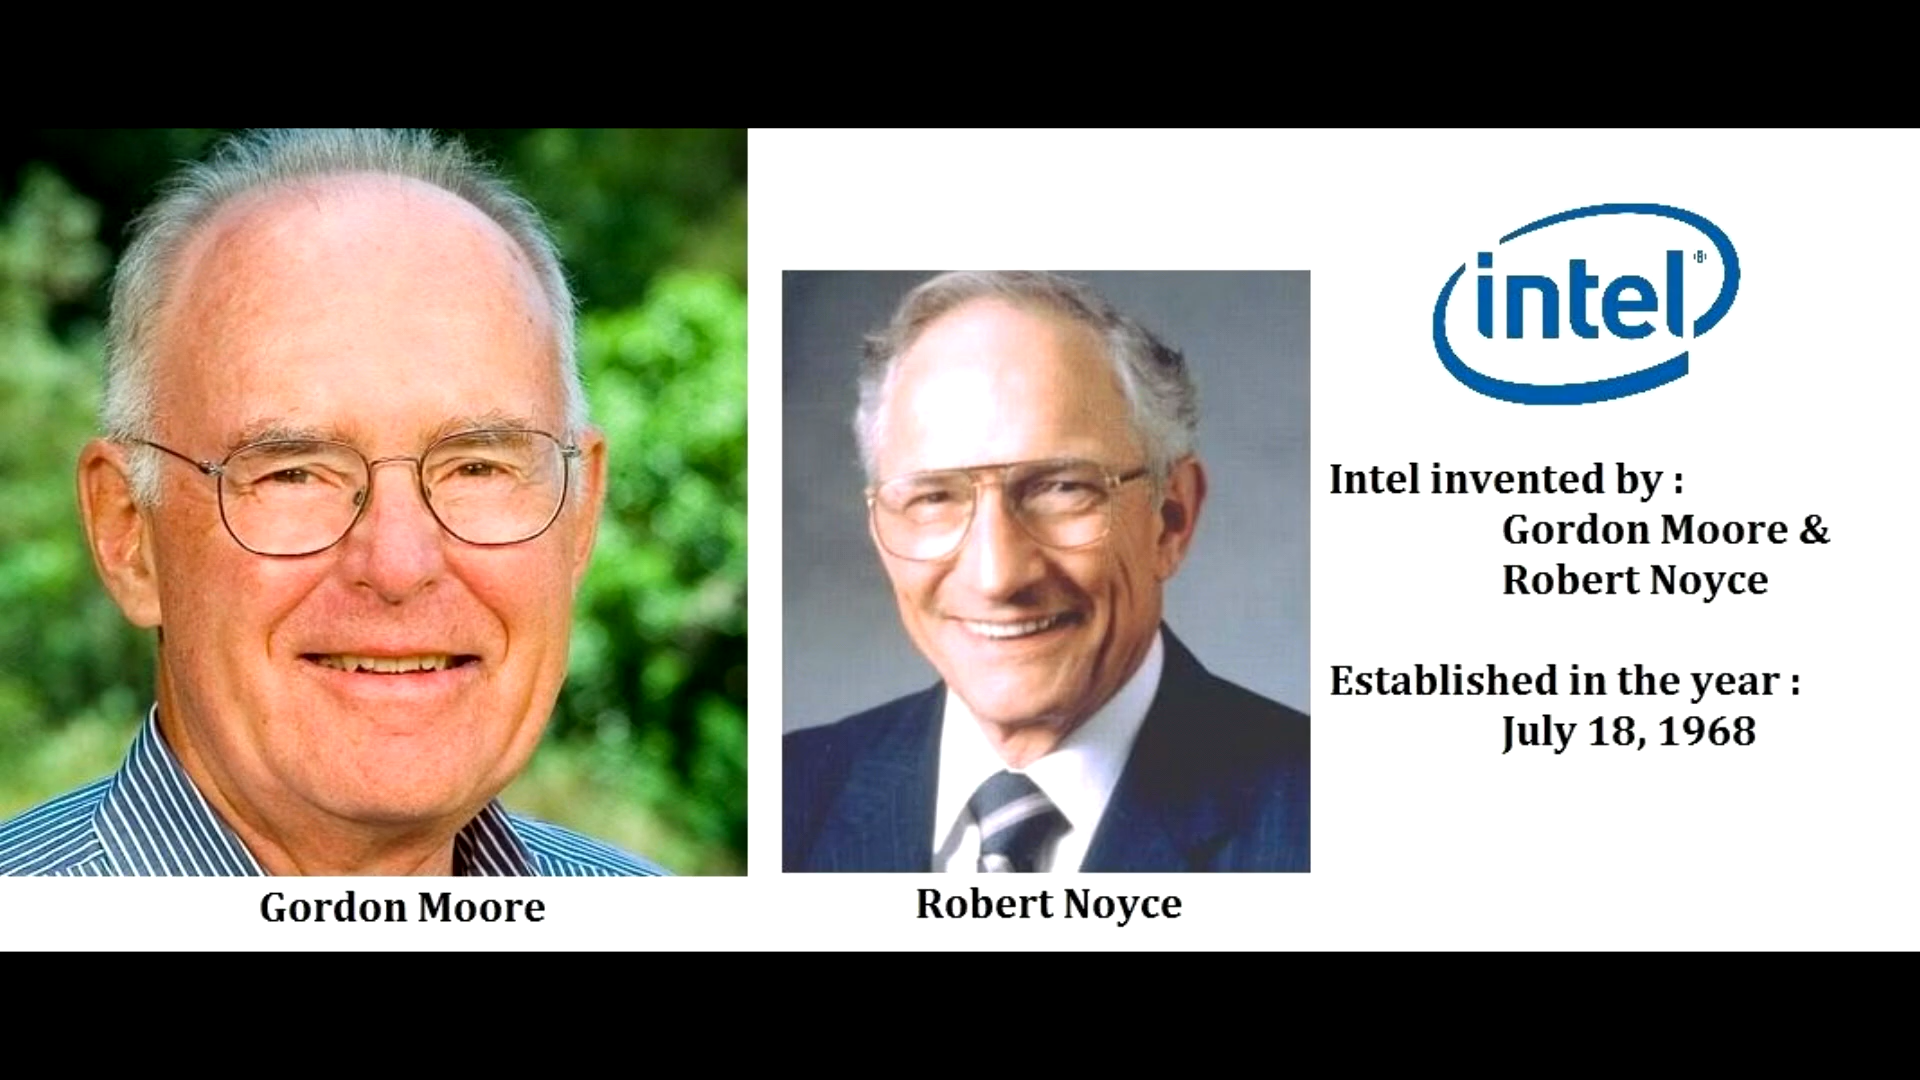 intel®
Intel invented by :
Gordon Moore &
Robert Noyce
Established in the year :
July 18, 1968
Gordon Moore
Robert Noyce